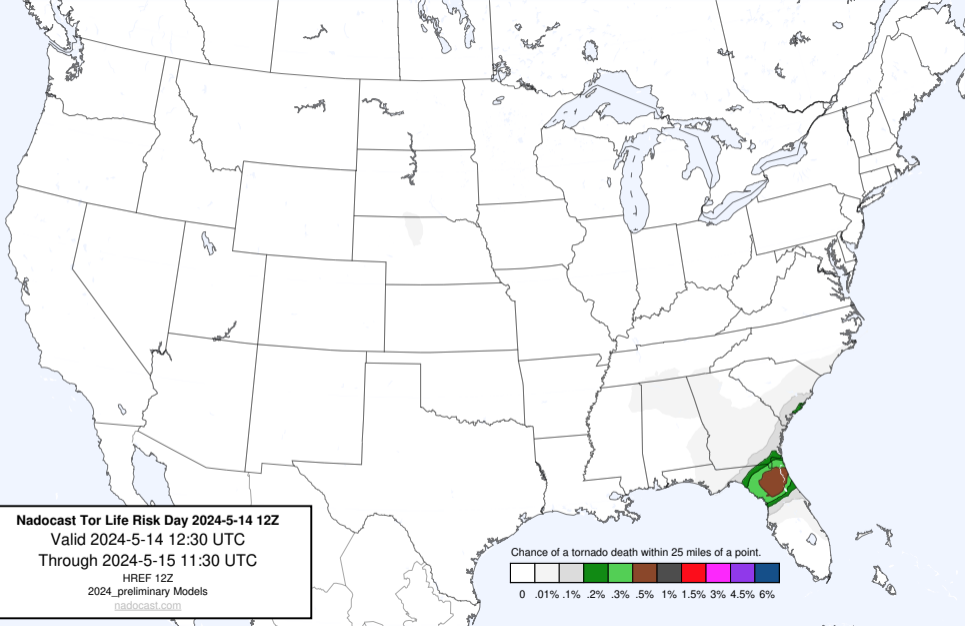 Nadocast Tor Life Risk Day 2024-5-14 12Z
Valid 2024-5-14 12:30 UTC
Through 2024-5-15 11:30 UTC
HREF 12Z
2024_preliminary Models
nadocast.com
Chance of a tornado death within 25 miles of a point.
0 .01% .1% .2% .3% .5% 1% 1.5% 3% 4.5% 6%